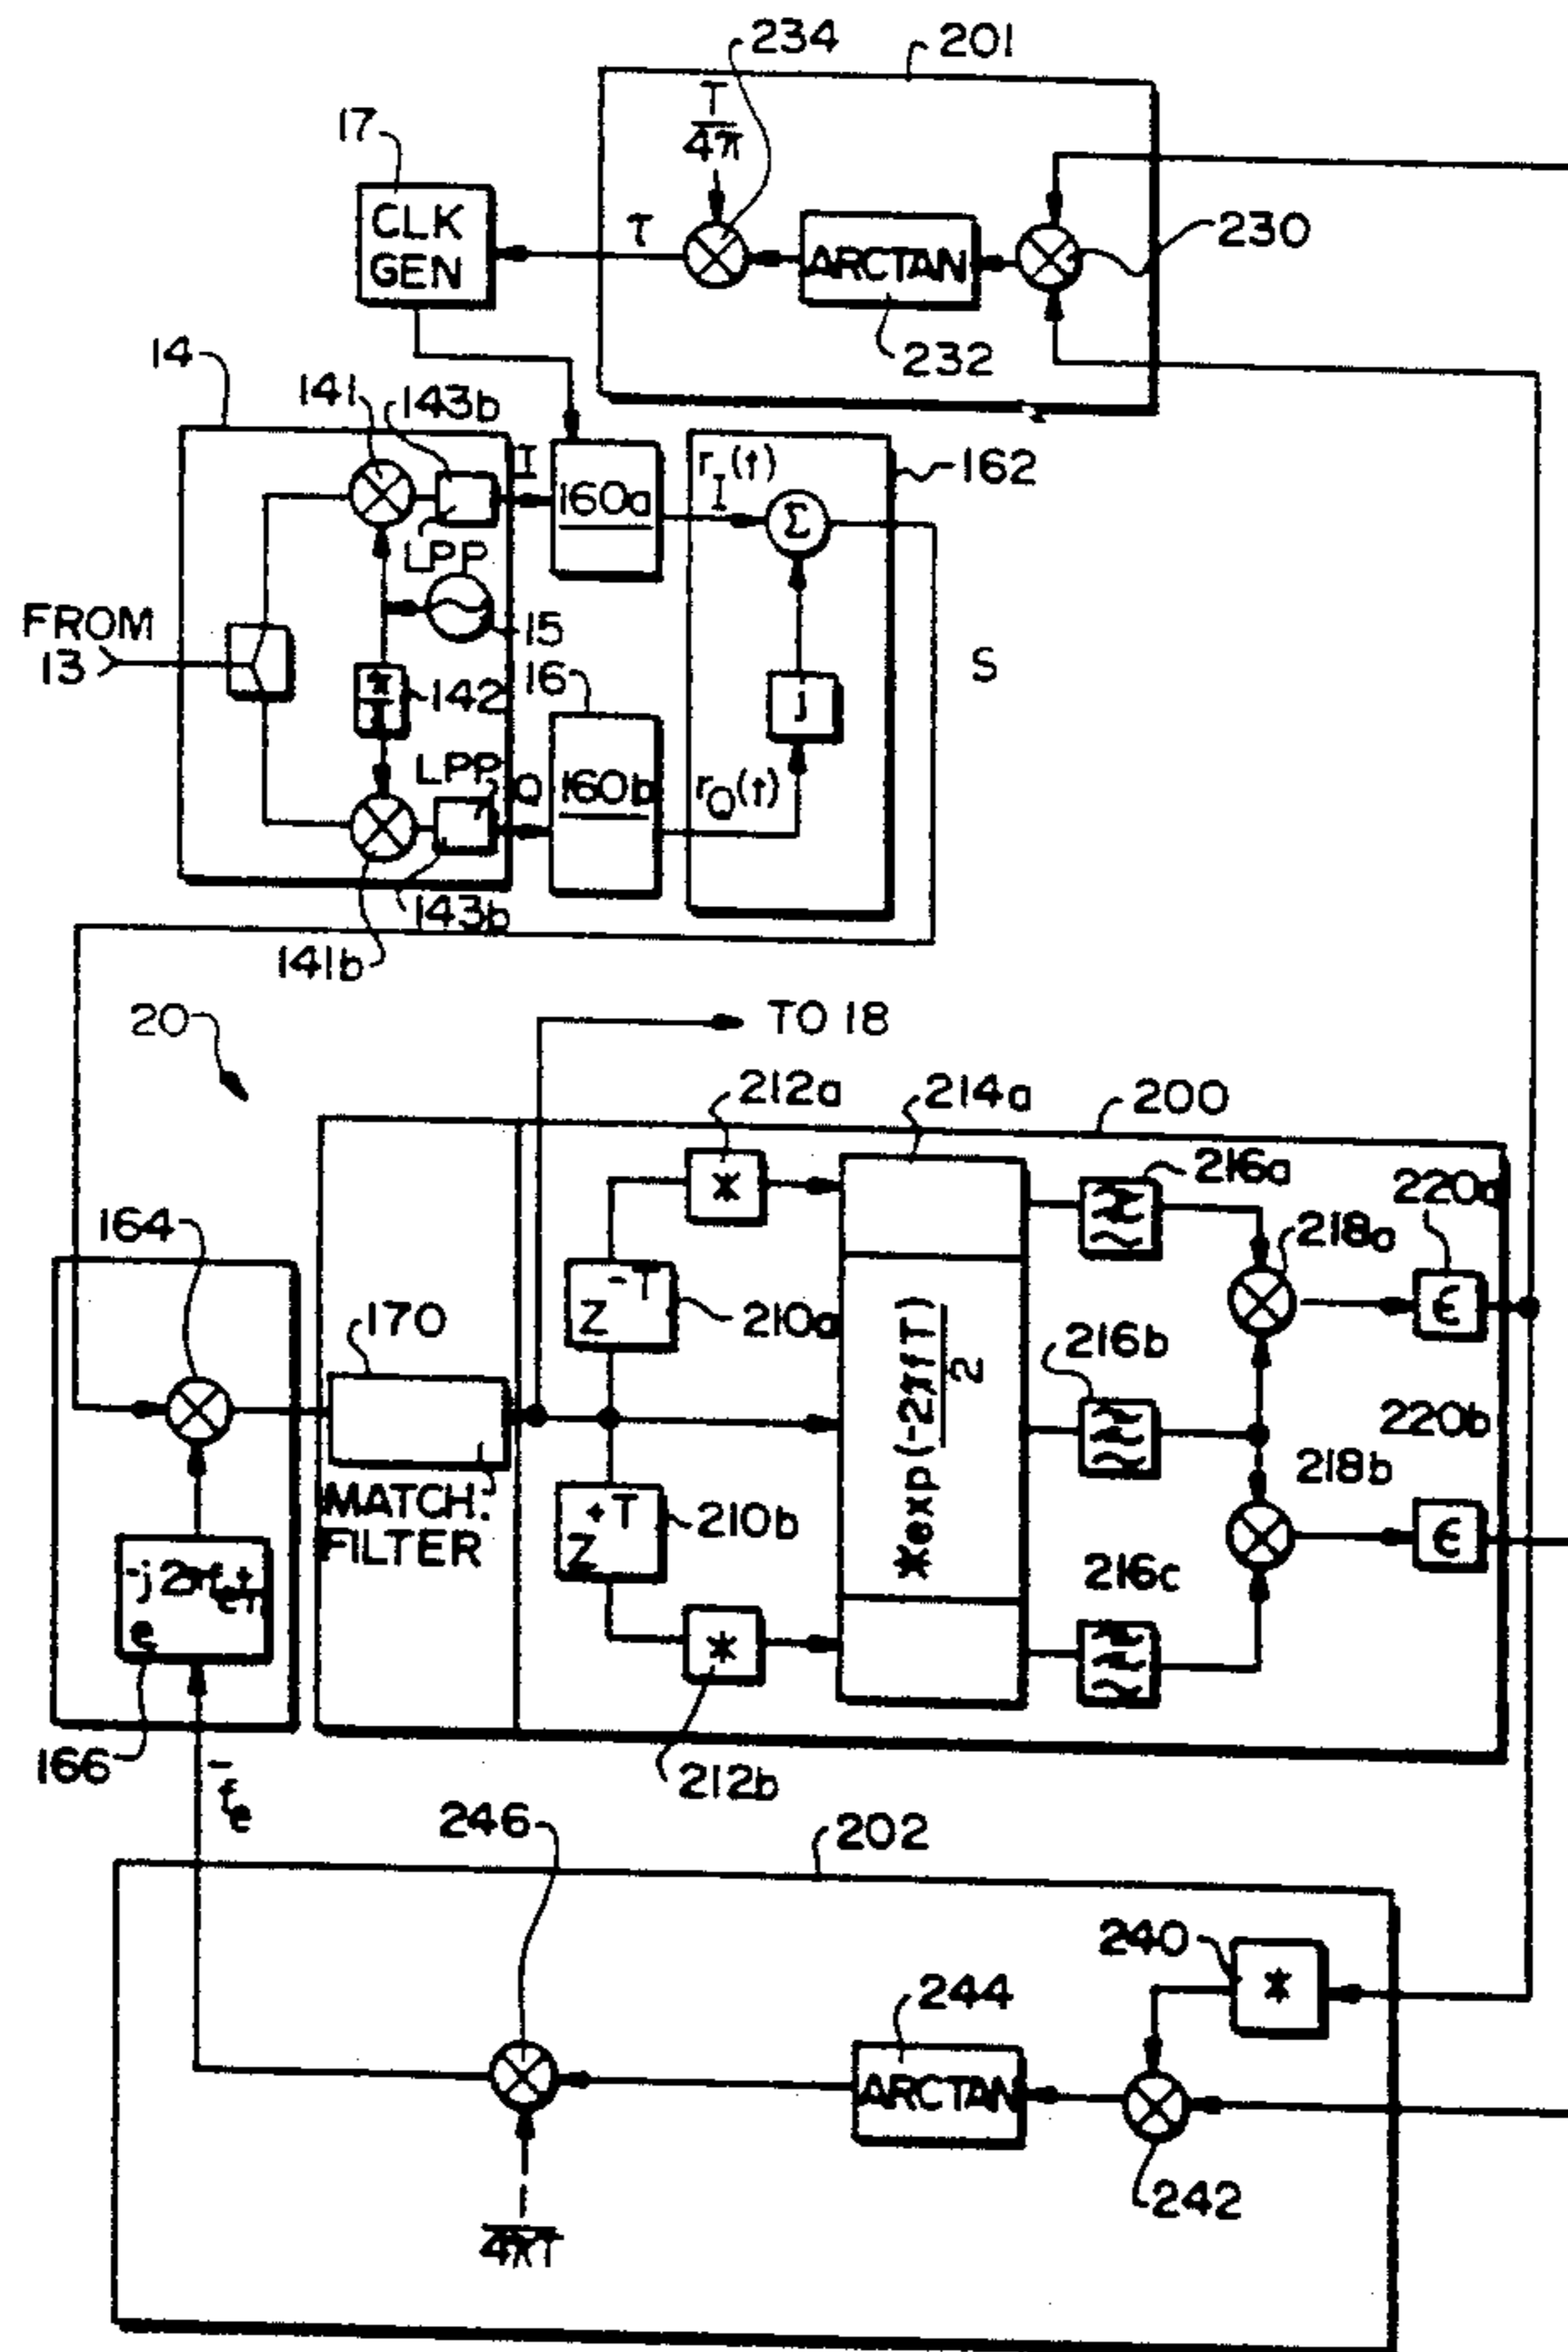 234
201
T
4π
17
CLK
GEN
τ
ARCTAN
230
232
14
141
143b
I
160a
r_I(t)
Σ
162
LPP
FROM
13
15
π
142
16
S
j
LPP
Q
160b
r_Q(t)
143b
141b
20
TO 18
212a
214a
200
*
216a
220a
164
218a
Z^-T
210a
170
216b
*exp(-2πfT)
2
220b
MATCH.
FILTER
Z^+T
210b
218b
ϵ
ϵ
216c
e
*
166
212b
246
202
240
*
244
ARCTAN
242
1
4πT